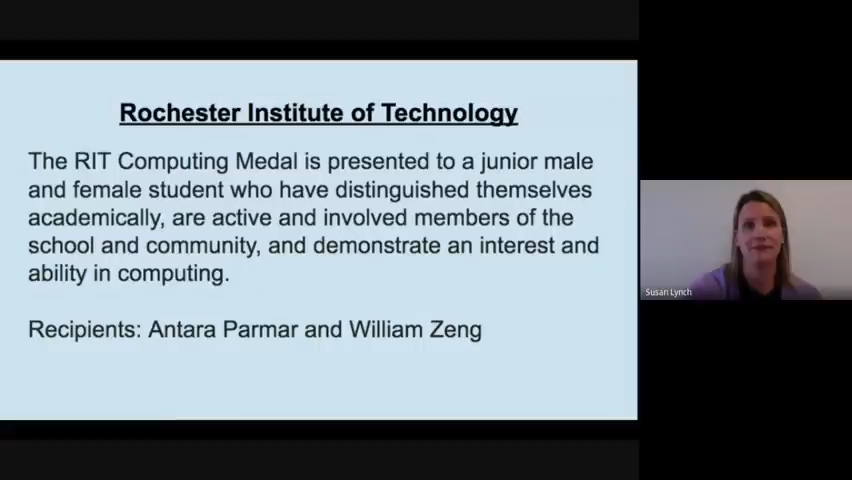 Rochester Institute of Technology
The RIT Computing Medal is presented to a junior male
and female student who have distinguished themselves
academically, are active and involved members of the
school and community, and demonstrate an interest and
ability in computing.
Recipients: Antara Parmar and William Zeng
Susan Lynch